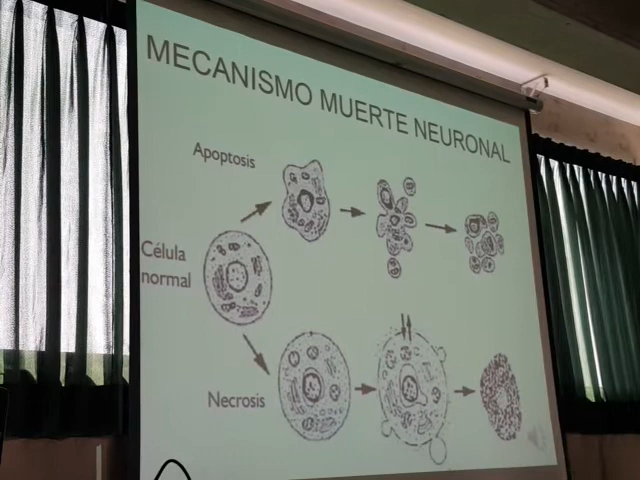 MECANISMO MUERTE NEURONAL
Apoptosis
Célula
normal
Necrosis